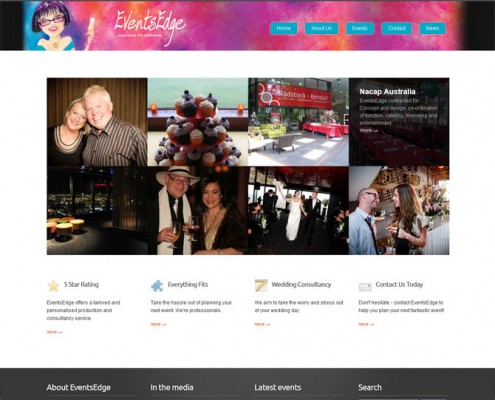 EventsEdge
Home
About Us
Events
Contact
News
Nacap Australia
EventsEdge contracted for
Concept and design, co-ordination
of function, catering, theming and
entertainment.
more
5 Star Rating
EventsEdge offers a tailored and
personalised production and
consultancy service.
more
Everything Fits
Take the hassle out of planning your
next event. We're professionals.
more
Wedding Consultancy
We aim to take the worry and stress out
of your wedding day
more
Contact Us Today
Don't hesitate - contact EventsEdge to
help you plan your next fantastic event!
more
About EventsEdge
In the media
Latest events
Search